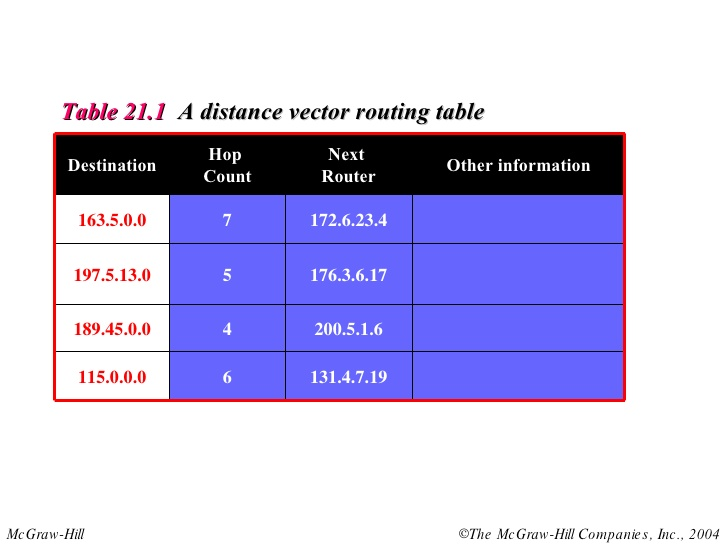 Table 21.1 A distance vector routing table
Destination Hop Count Next Router Other information
163.5.0.0 7 172.6.23.4
197.5.13.0 5 176.3.6.17
189.45.0.0 4 200.5.1.6
115.0.0.0 6 131.4.7.19
McGraw-Hill ©The McGraw-Hill Companies, Inc., 2004